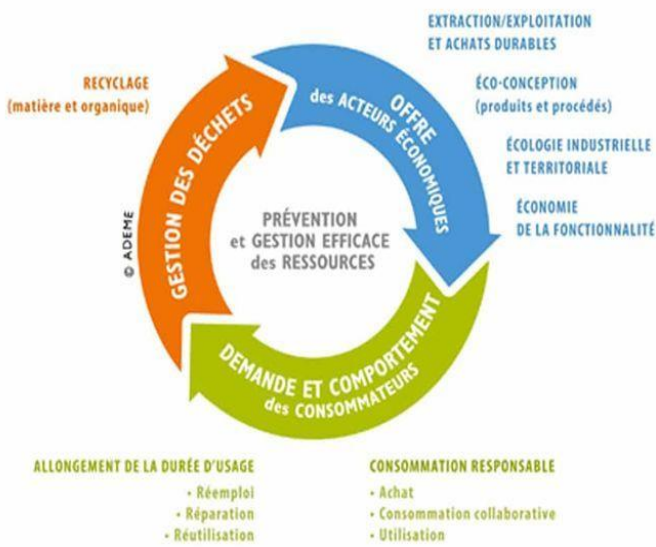 EXTRACTION/EXPLOITATION
ET ACHATS DURABLES
RECYCLAGE
(matière et organique)
ÉCO-CONCEPTION
(produits et procédés)
ÉCOLOGIE INDUSTRIELLE
ET TERRITORIALE
ÉCONOMIE
DE LA FONCTIONNALITÉ
OFFRE
des ACTEURS ÉCONOMIQUES
GESTION DES DÉCHETS
PRÉVENTION
et GESTION EFFICACE
des RESSOURCES
© ADEME
DEMANDE ET COMPORTEMENT
des CONSOMMATEURS
ALLONGEMENT DE LA DURÉE D'USAGE
• Réemploi
• Réparation
• Réutilisation
CONSOMMATION RESPONSABLE
• Achat
• Consommation collaborative
• Utilisation